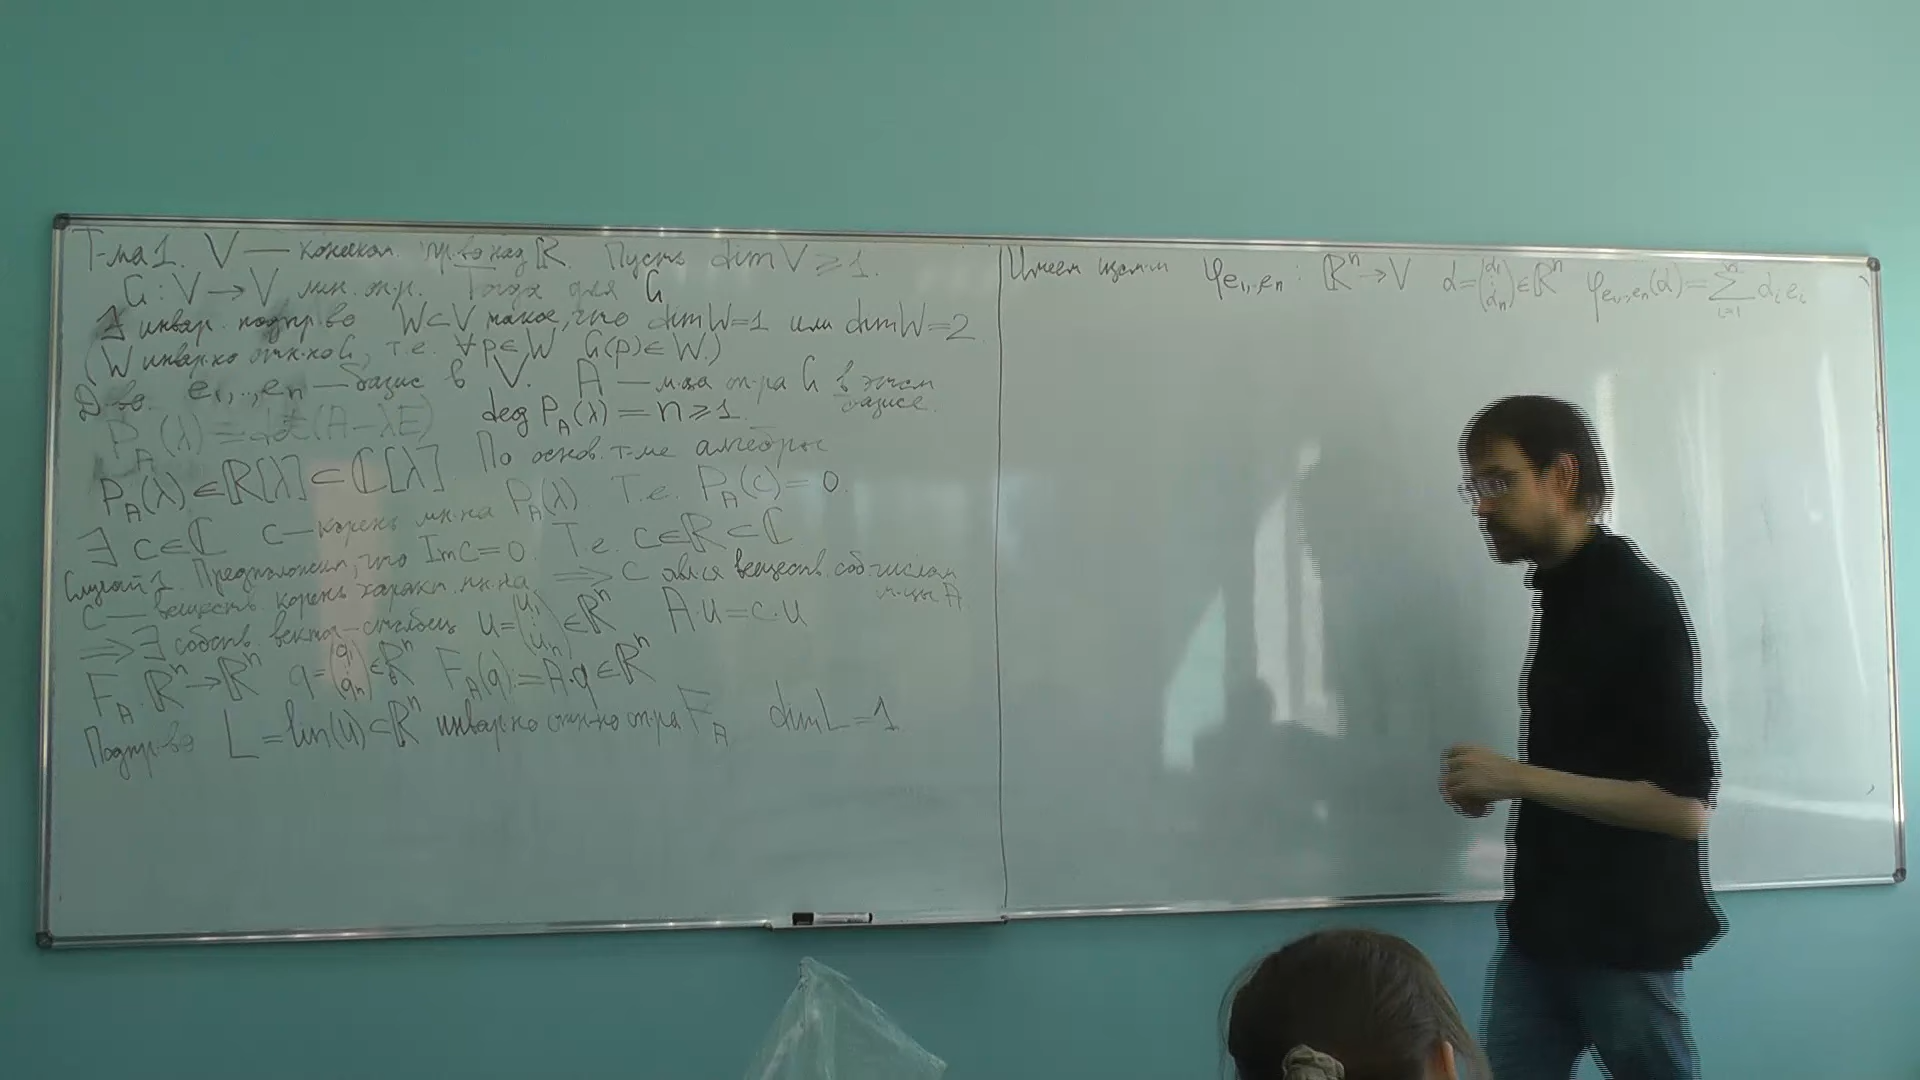 Т-ма 1. V — конечном. пр-во над ℝ. Пусть dim V ⩾ 1.
G : V → V лин. оп-р. Тогда для G
∃ инвар. подпр-во W ⊂ V такое, что dim W = 1 или dim W = 2
(W инвар-но отн-но G, т.е. ∀ p ∈ W G(p) ∈ W.)
Д-во. e₁,..,eₙ — базис в V. A — м-ца оп-ра G в этом базисе.
P_A(λ) = det(A − λE) deg P_A(λ) = n ⩾ 1.
P_A(λ) ∈ ℝ[λ] ⊂ ℂ[λ] По основ. т-ме алгебры
∃ c ∈ ℂ c — корень мн-на P_A(λ). Т.е. P_A(c) = 0.
Случай 1. Предположим, что Im c = 0. Т.е. c ∈ ℝ ⊂ ℂ
c — веществ. корень характ. мн-на ⟹ c явл-ся веществ. соб. числом м-цы A
⟹ ∃ собств. вектор-столбец u = (u₁ ⋮ uₙ) ∈ ℝⁿ A·u = c·u
F_A : ℝⁿ → ℝⁿ q = (q₁ ⋮ qₙ) ∈ ℝⁿ F_A(q) := A·q ∈ ℝⁿ
Подпр-во L = lin(u) ⊂ ℝⁿ инвар-но отн-но оп-ра F_A dim L = 1
Имеем φ_{e₁,..,eₙ} : ℝⁿ → V α = (α₁ ⋮ αₙ) ∈ ℝⁿ φ_{e₁,..,eₙ}(α) = ∑_{i=1}^{n} αᵢ eᵢ